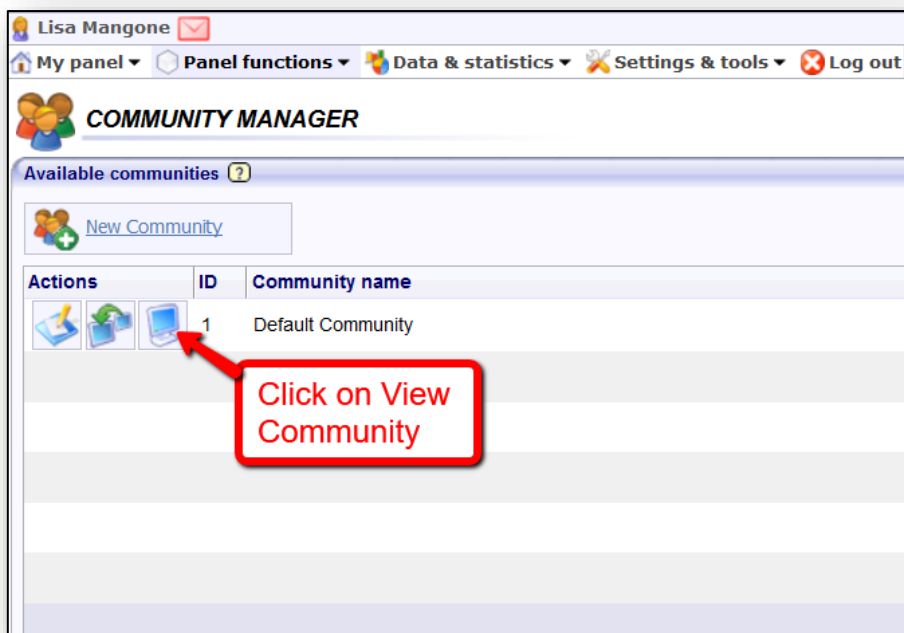 Lisa Mangone
My panel Panel functions Data & statistics Settings & tools Log out
COMMUNITY MANAGER
Available communities ?
New Community
Actions ID Community name
1 Default Community
Click on View
Community